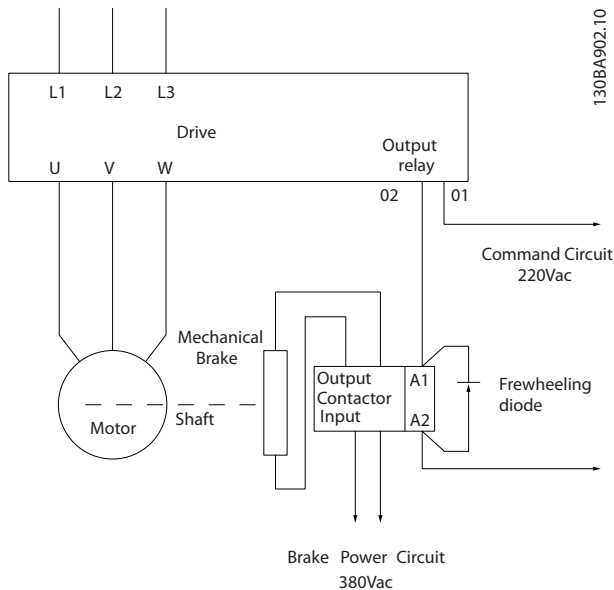 130BA902.10
L1 L2 L3
Drive
Output
relay
U V W
02 01
Command Circuit
220Vac
Mechanical
Brake
Output
Contactor
Input
A1
A2
Frewheeling
diode
Shaft
Motor
Brake Power Circuit
380Vac